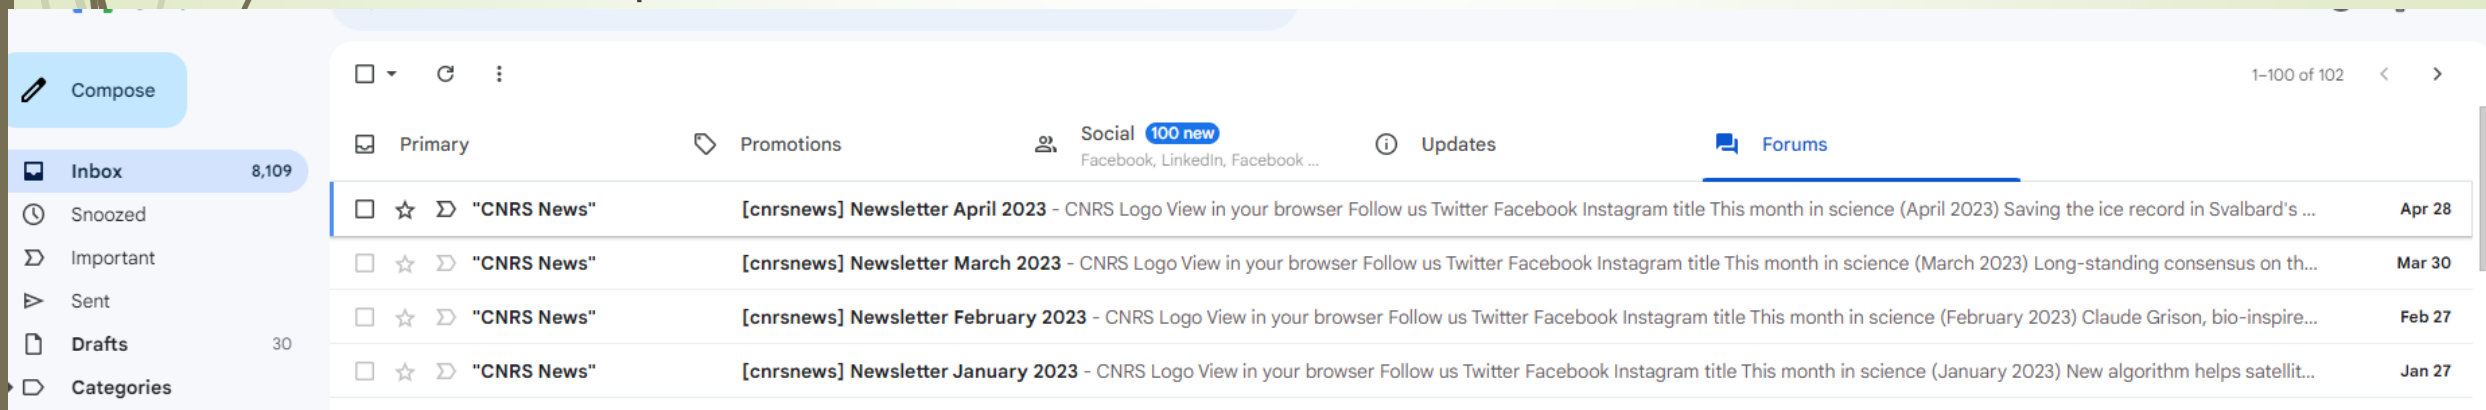 Compose
1–100 of 102
Primary
Promotions
Social 100 new
Facebook, LinkedIn, Facebook ...
Updates
Forums
Inbox 8,109
Snoozed
Important
Sent
Drafts 30
Categories
"CNRS News" [cnrsnews] Newsletter April 2023 - CNRS Logo View in your browser Follow us Twitter Facebook Instagram title This month in science (April 2023) Saving the ice record in Svalbard's ... Apr 28
"CNRS News" [cnrsnews] Newsletter March 2023 - CNRS Logo View in your browser Follow us Twitter Facebook Instagram title This month in science (March 2023) Long-standing consensus on th... Mar 30
"CNRS News" [cnrsnews] Newsletter February 2023 - CNRS Logo View in your browser Follow us Twitter Facebook Instagram title This month in science (February 2023) Claude Grison, bio-inspire... Feb 27
"CNRS News" [cnrsnews] Newsletter January 2023 - CNRS Logo View in your browser Follow us Twitter Facebook Instagram title This month in science (January 2023) New algorithm helps satellit... Jan 27